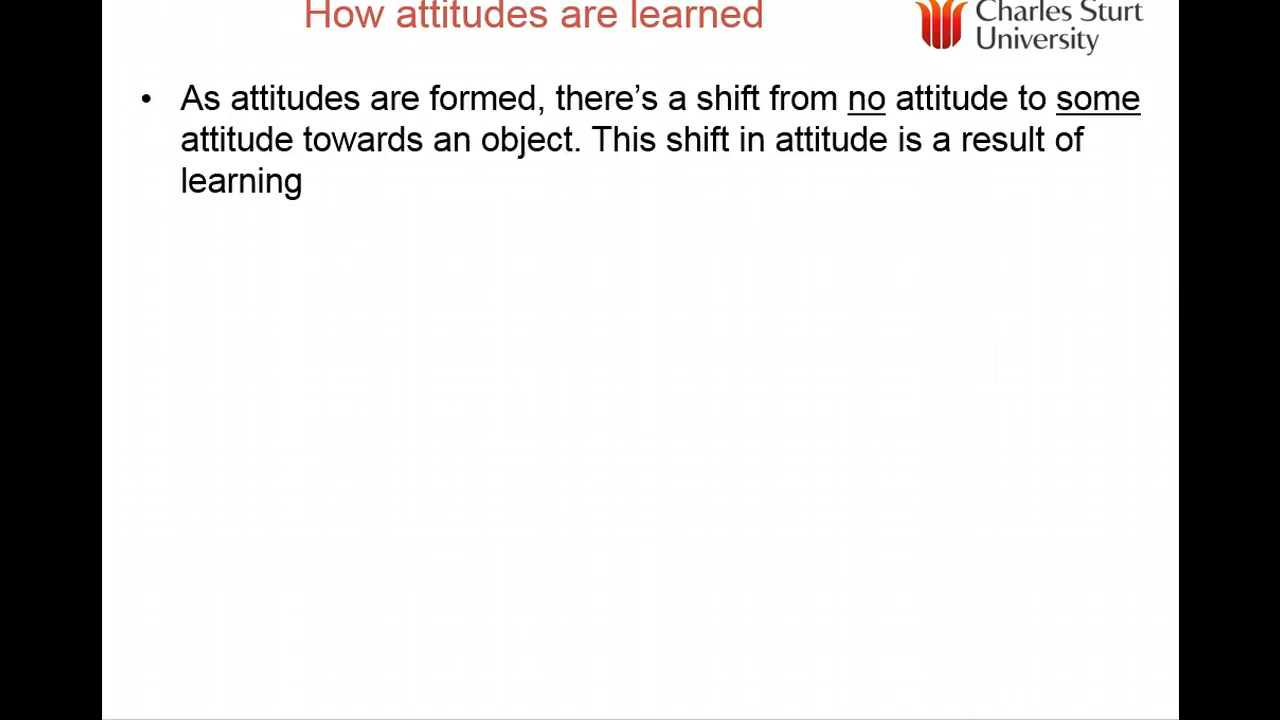 How attitudes are learned
Charles Sturt
University
• As attitudes are formed, there's a shift from no attitude to some
attitude towards an object. This shift in attitude is a result of
learning